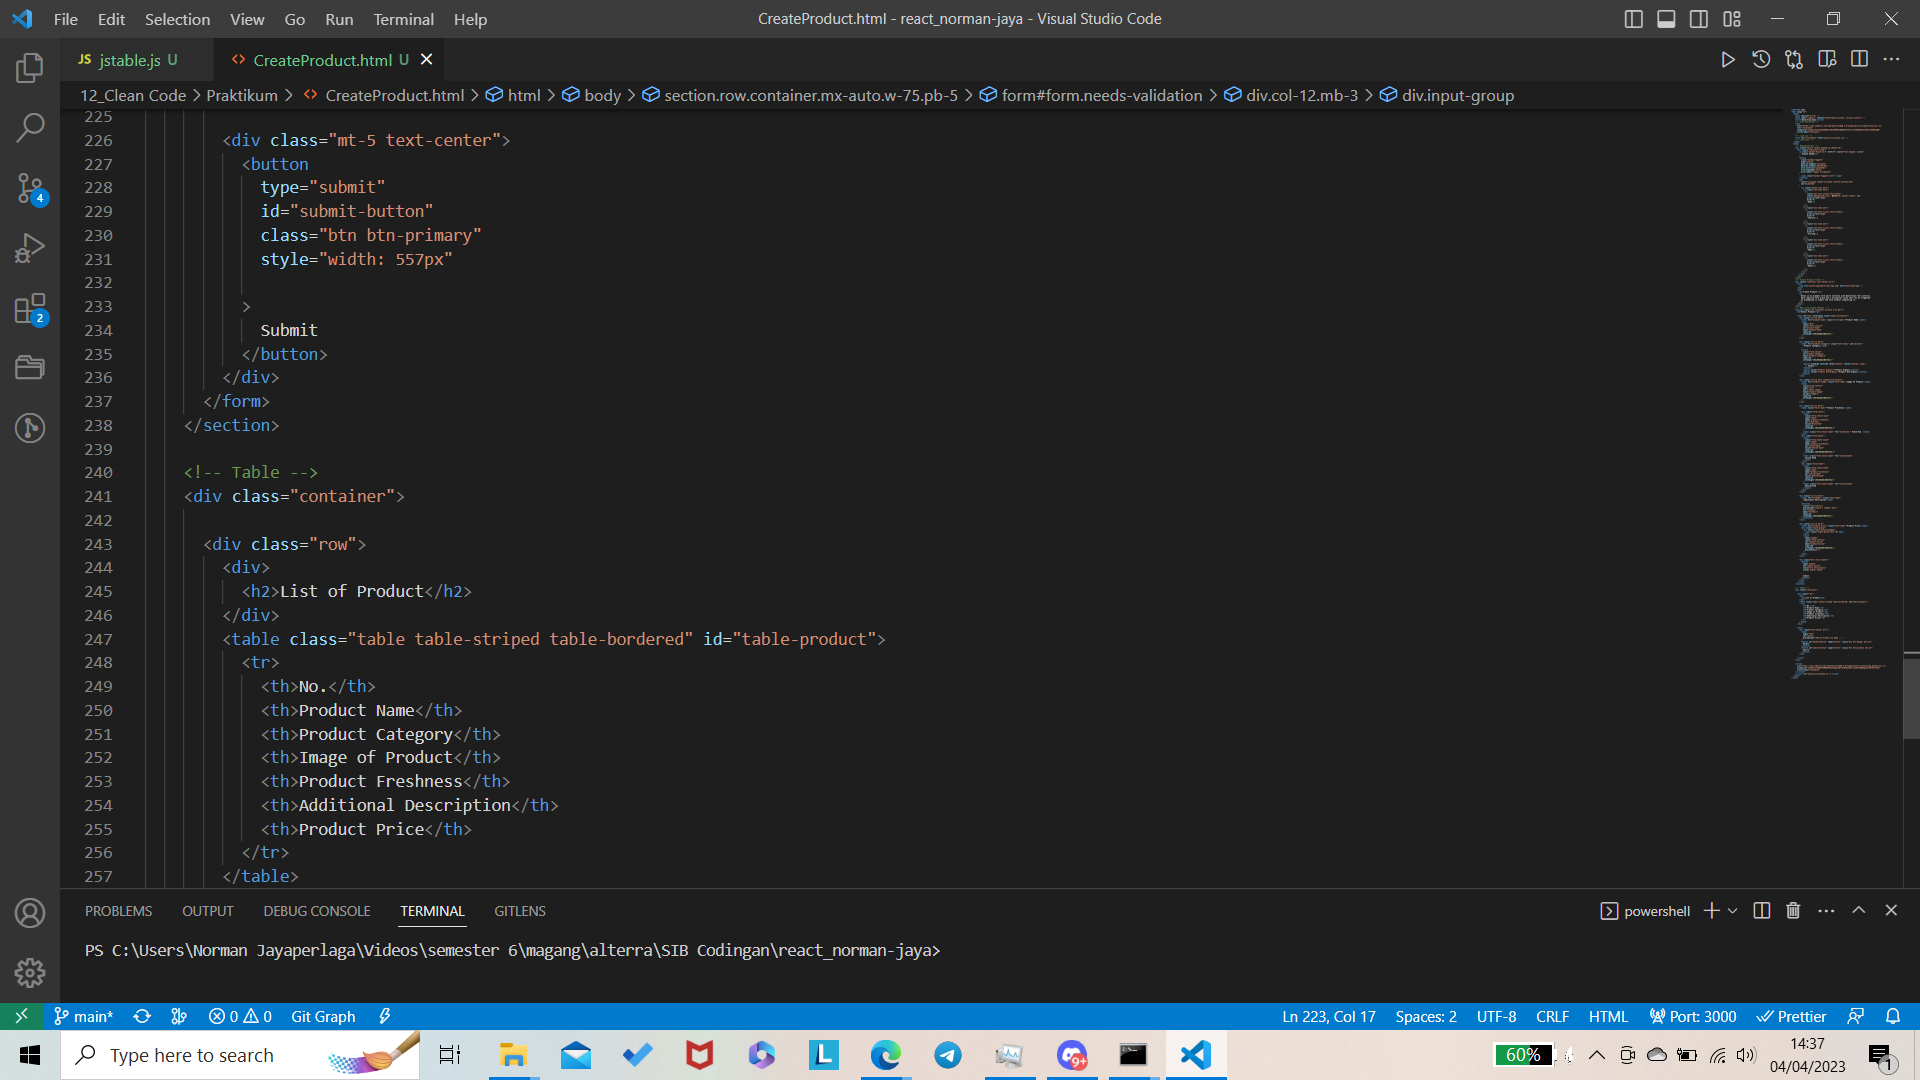 File Edit Selection View Go Run Terminal Help
CreateProduct.html - react_norman-jaya - Visual Studio Code
JS jstable.js U
<> CreateProduct.html U
12_Clean Code > Praktikum > <> CreateProduct.html > html > body > section.row.container.mx-auto.w-75.pb-5 > form#form.needs-validation > div.col-12.mb-3 > div.input-group
225
226 <div class="mt-5 text-center">
227 <button
228 type="submit"
229 id="submit-button"
230 class="btn btn-primary"
231 style="width: 557px"
232
233 >
234 Submit
235 </button>
236 </div>
237 </form>
238 </section>
239
240 <!-- Table -->
241 <div class="container">
242
243 <div class="row">
244 <div>
245 <h2>List of Product</h2>
246 </div>
247 <table class="table table-striped table-bordered" id="table-product">
248 <tr>
249 <th>No.</th>
250 <th>Product Name</th>
251 <th>Product Category</th>
252 <th>Image of Product</th>
253 <th>Product Freshness</th>
254 <th>Additional Description</th>
255 <th>Product Price</th>
256 </tr>
257 </table>
4
2
PROBLEMS OUTPUT DEBUG CONSOLE TERMINAL GITLENS
powershell
PS C:\Users\Norman Jayaperlaga\Videos\semester 6\magang\alterra\SIB Codingan\react_norman-jaya>
main* 0 0 Git Graph
Ln 223, Col 17 Spaces: 2 UTF-8 CRLF HTML Port: 3000 Prettier
Type here to search
L
9+
60%
14:37
04/04/2023
1